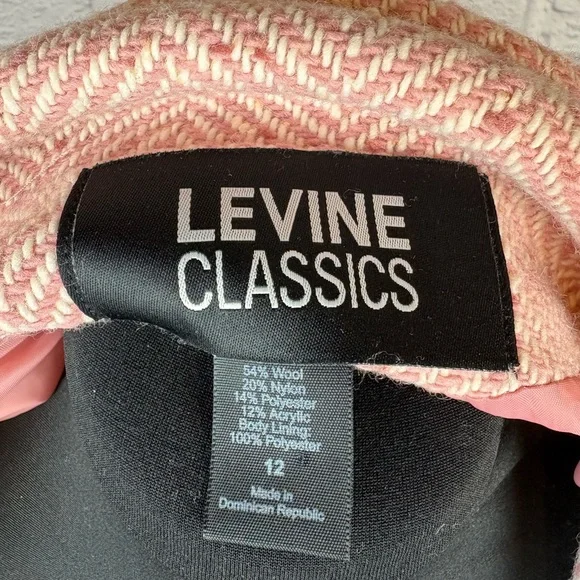 LEVINE
CLASSICS
54% Wool
20% Nylon
14% Polyester
12% Acrylic
Body Lining:
100% Polyester
12
Made in
Dominican Republic